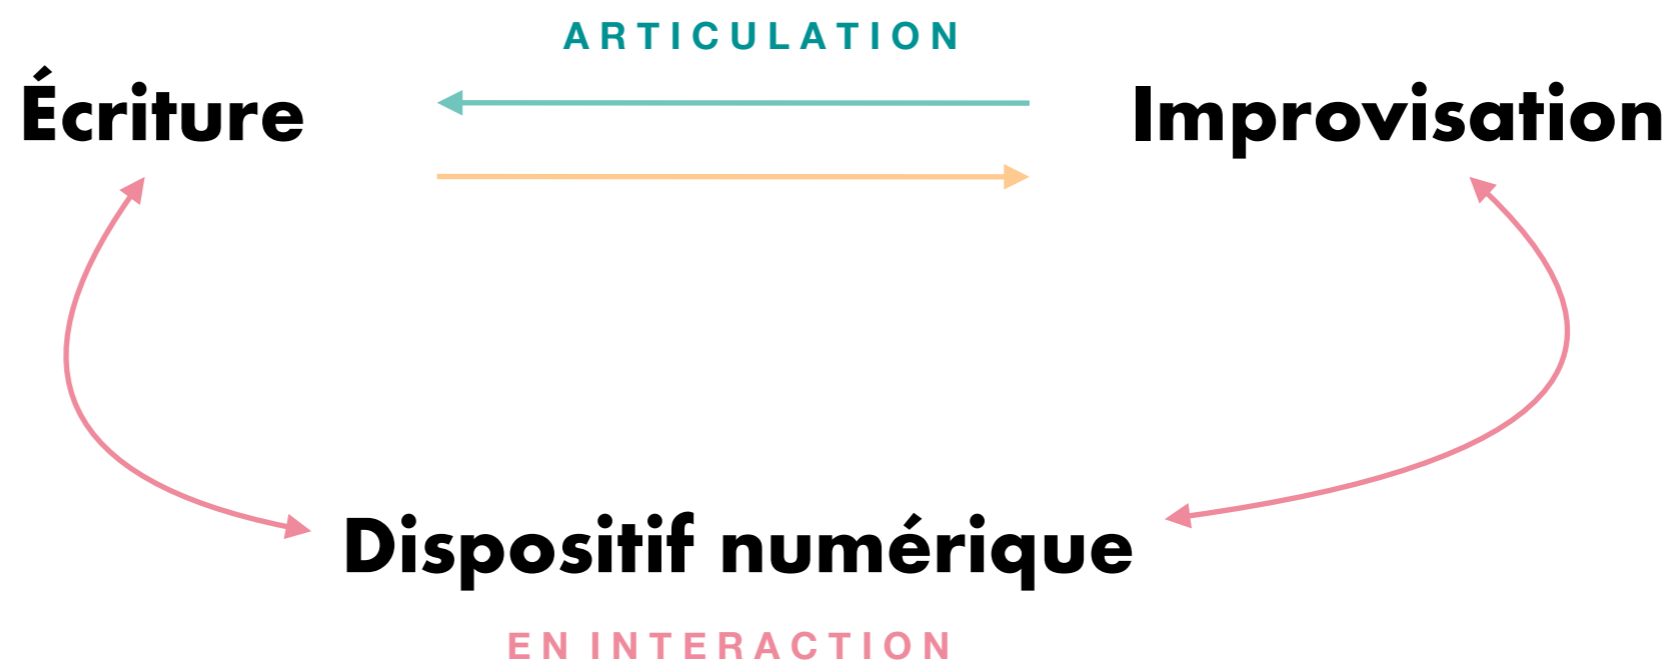 ARTICULATION
Écriture
Improvisation
Dispositif numérique
EN INTERACTION